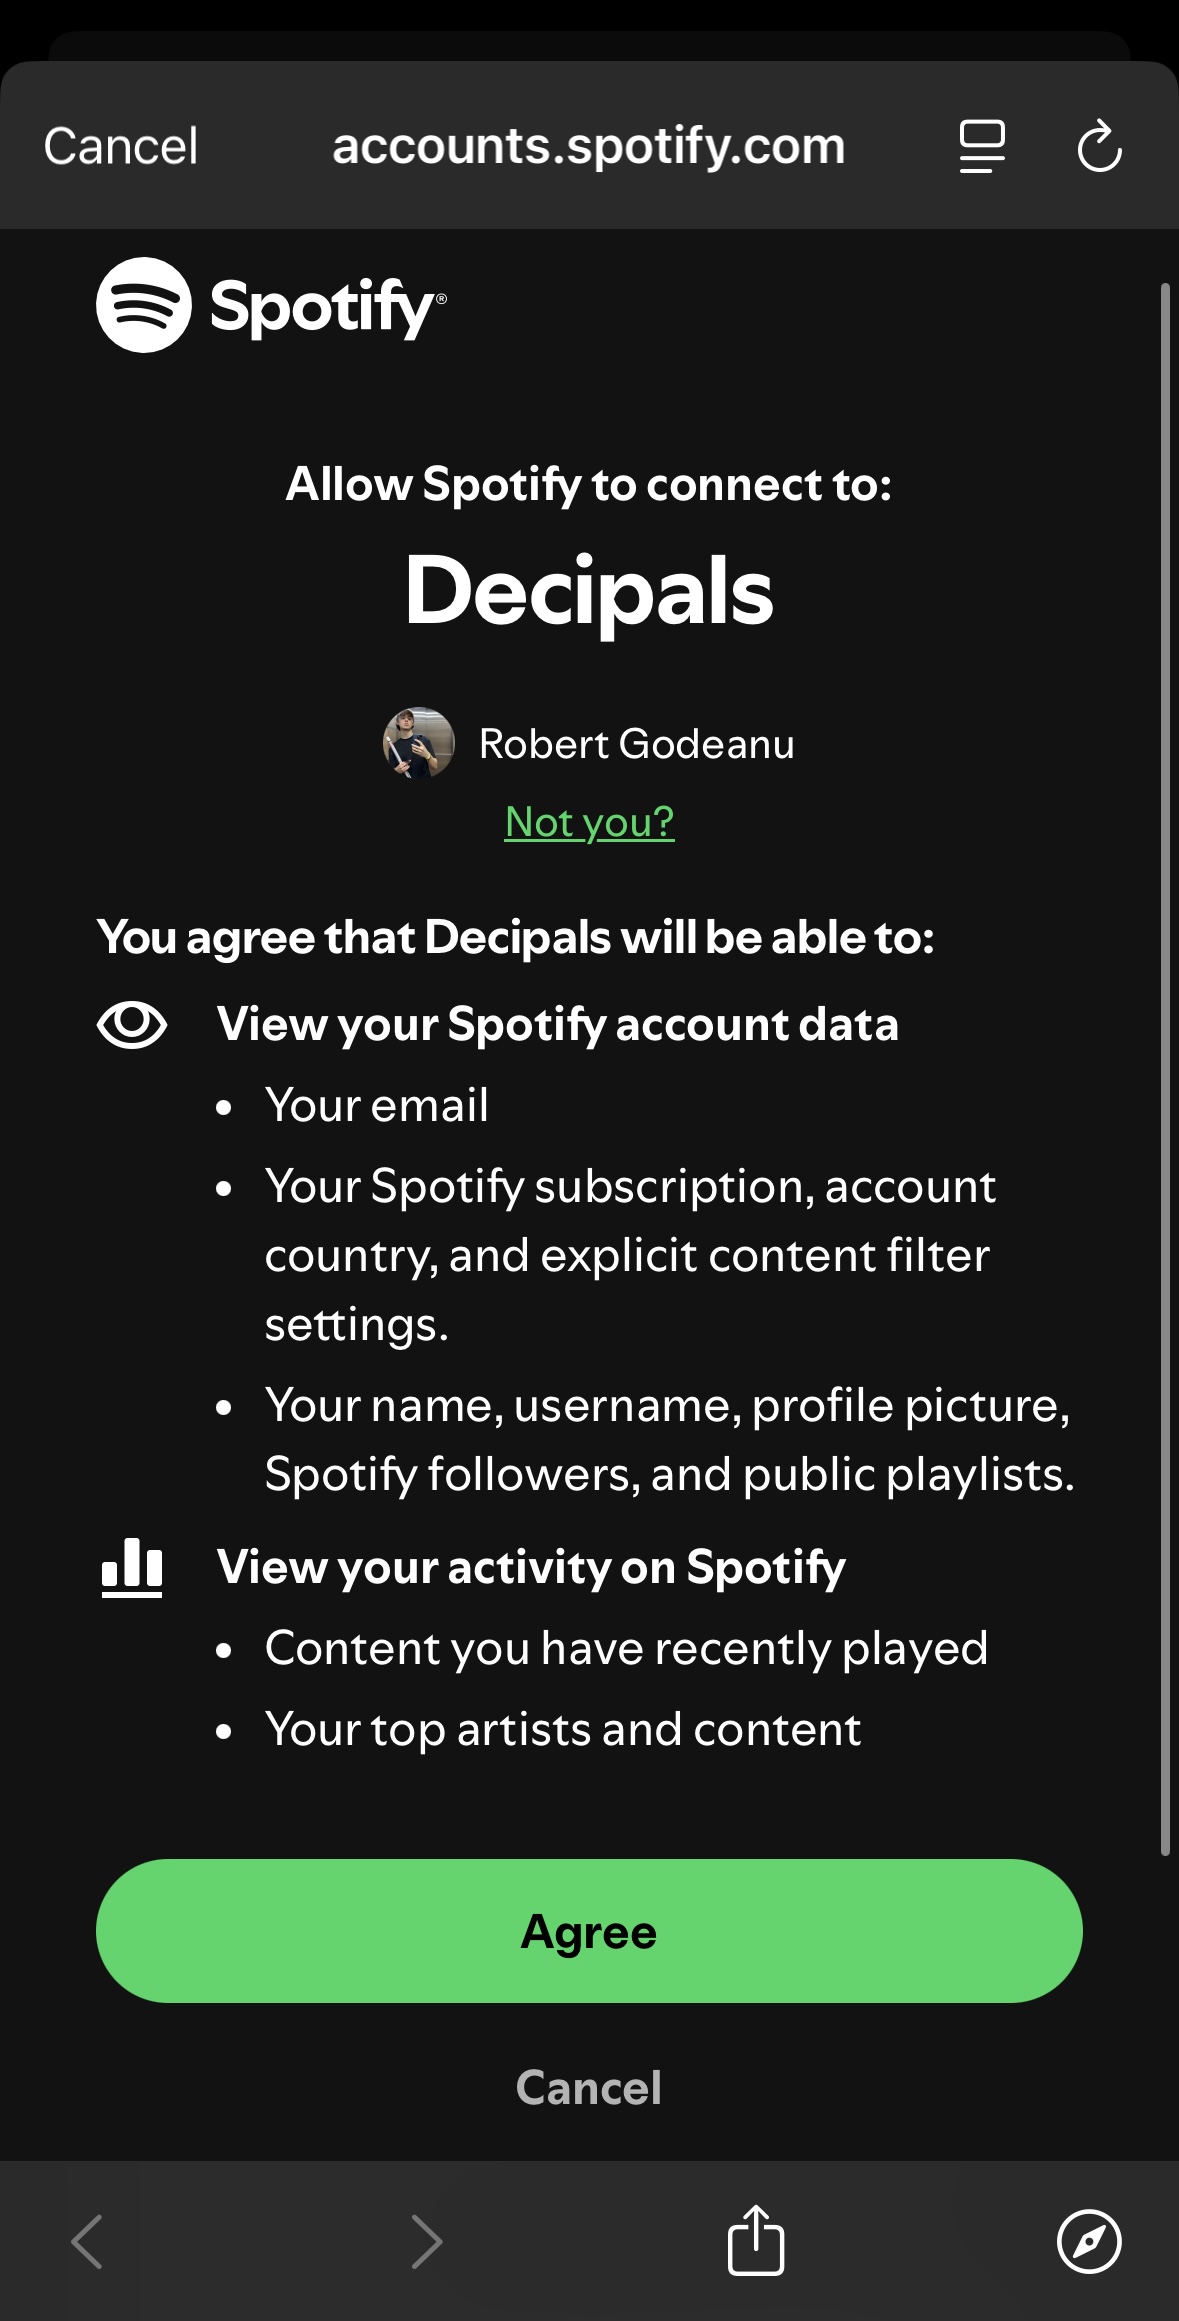 Cancel
accounts.spotify.com
Spotify®
Allow Spotify to connect to:
Decipals
Robert Godeanu
Not you?
You agree that Decipals will be able to:
View your Spotify account data
• Your email
• Your Spotify subscription, account
country, and explicit content filter
settings.
• Your name, username, profile picture,
Spotify followers, and public playlists.
View your activity on Spotify
• Content you have recently played
• Your top artists and content
Agree
Cancel